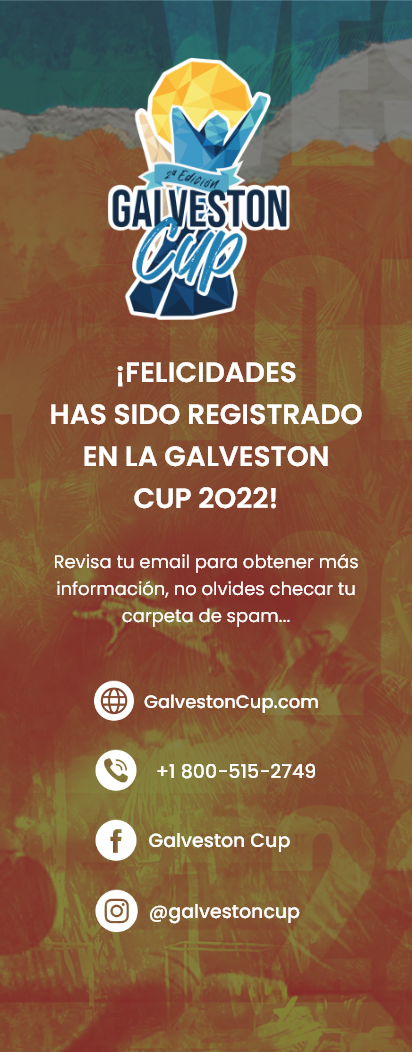 2ª Edición
GALVESTON
Cup
¡FELICIDADES
HAS SIDO REGISTRADO
EN LA GALVESTON
CUP 2022!
Revisa tu email para obtener más
información, no olvides checar tu
carpeta de spam...
GalvestonCup.com
+1 800-515-2749
Galveston Cup
@galvestoncup